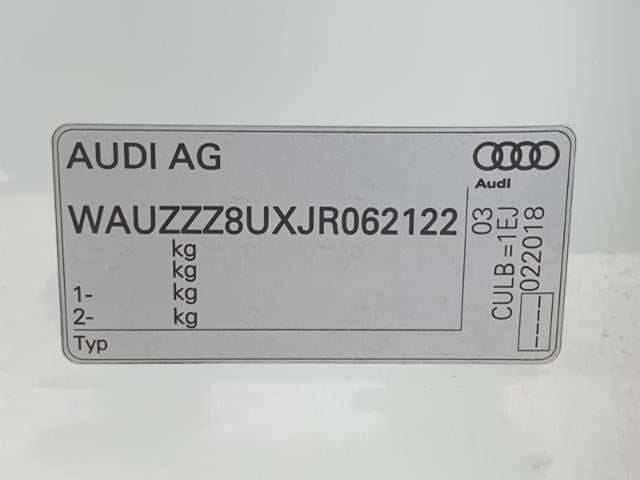 AUDI AG
Audi
WAUZZZ8UXJR062122
kg
kg
1- kg
2- kg
Typ
03
CULB =1EJ
----- 022018